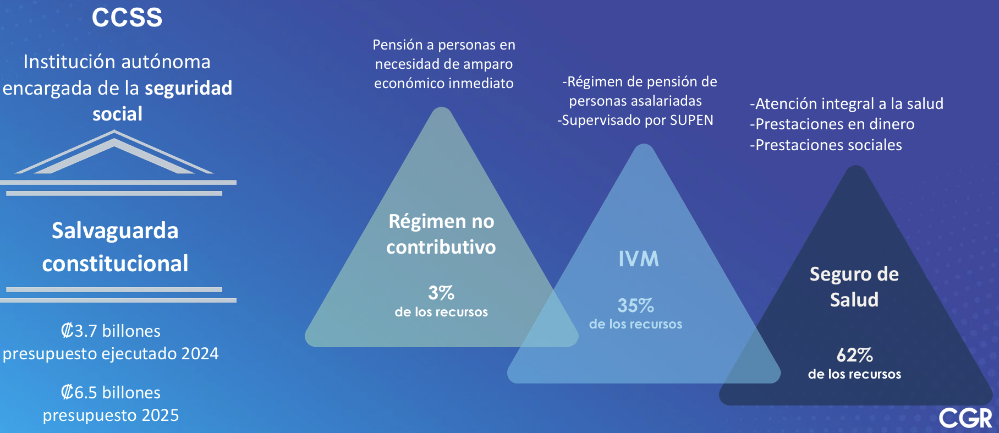 CCSS
Institución autónoma
encargada de la seguridad
social
Salvaguarda
constitucional
₡3.7 billones
presupuesto ejecutado 2024
₡6.5 billones
presupuesto 2025
Pensión a personas en
necesidad de amparo
económico inmediato
Régimen no
contributivo
3%
de los recursos
-Régimen de pensión de
personas asalariadas
-Supervisado por SUPEN
IVM
35%
de los recursos
-Atención integral a la salud
-Prestaciones en dinero
-Prestaciones sociales
Seguro de
Salud
62%
de los recursos
CGR